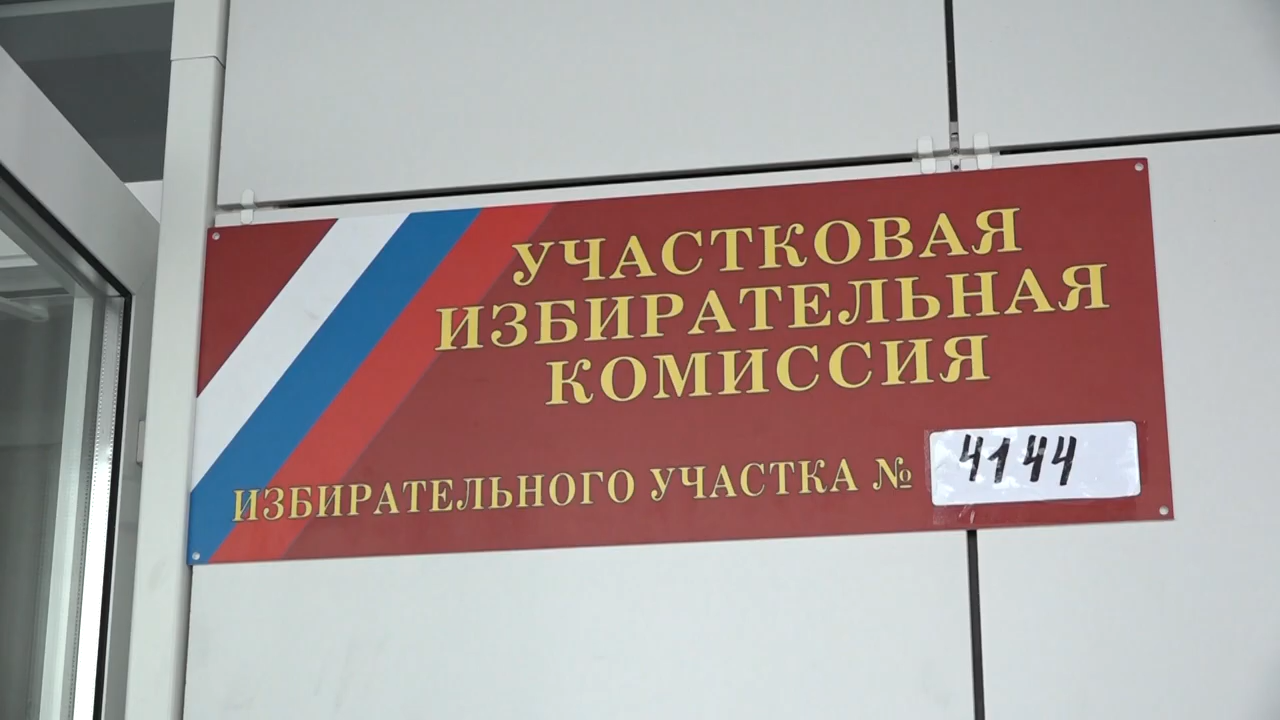 УЧАСТКОВАЯ
ИЗБИРАТЕЛЬНАЯ
КОМИССИЯ
ИЗБИРАТЕЛЬНОГО УЧАСТКА № 4144